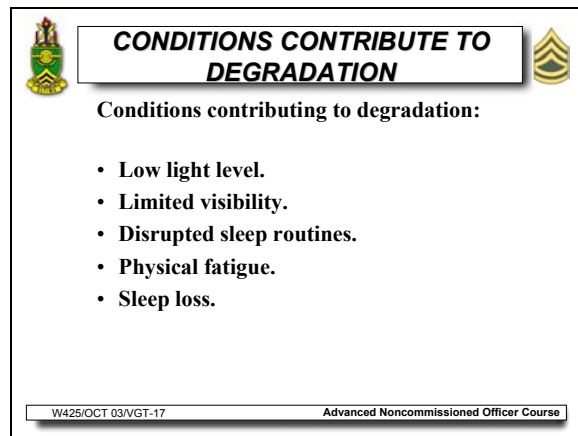 CONDITIONS CONTRIBUTE TO
DEGRADATION
Conditions contributing to degradation:
• Low light level.
• Limited visibility.
• Disrupted sleep routines.
• Physical fatigue.
• Sleep loss.
W425/OCT 03/VGT-17
Advanced Noncommissioned Officer Course